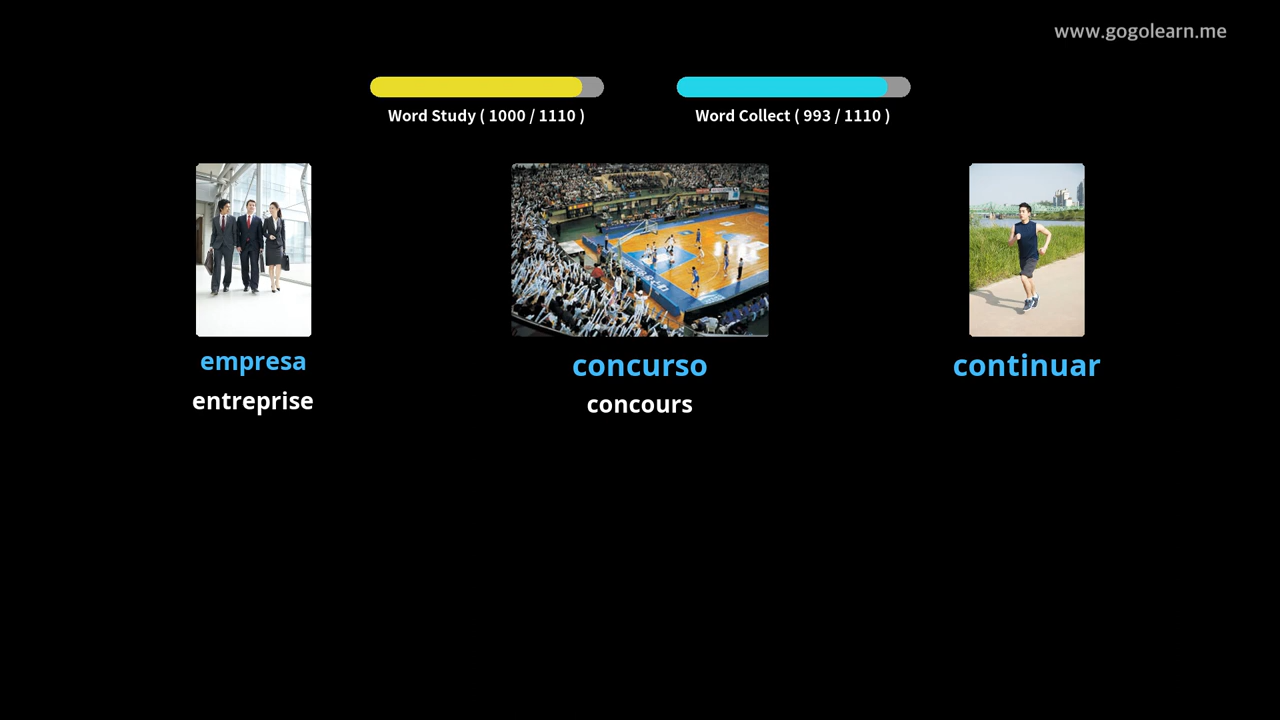 www.gogolearn.me
Word Study ( 1000 / 1110 )
Word Collect ( 993 / 1110 )
empresa
entreprise
concurso
concours
continuar